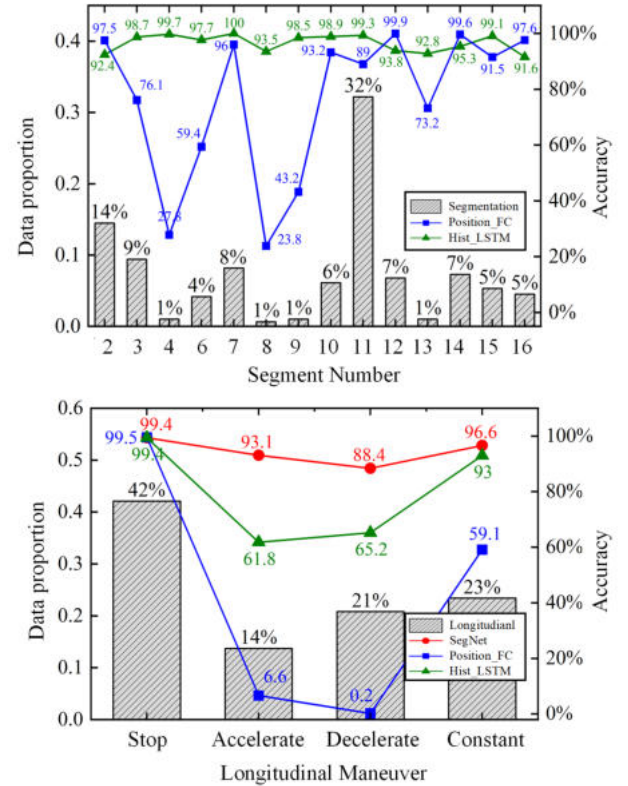 97.5 98.7 99.7 97.7 100 93.5 98.5 98.9 99.3 99.9 92.8 99.6 99.1 97.6
92.4 76.1 27.8 59.4 96 23.8 43.2 93.2 89 93.8 73.2 95.3 91.5 91.6
14% 9% 1% 4% 8% 1% 1% 6% 32% 7% 1% 7% 5% 5%
0.4
0.3
0.2
0.1
0.0
Data proportion
100%
80%
60%
40%
20%
0%
Accuracy
Segmentation
Position_FC
Hist_LSTM
2 3 4 6 7 8 9 10 11 12 13 14 15 16
Segment Number
0.6
0.5
0.4
0.3
0.2
0.1
0.0
Data proportion
99.4 93.1 88.4 96.6
99.5
99.4 61.8 65.2 93
6.6 0.2 59.1
42% 14% 21% 23%
100%
80%
60%
40%
20%
0%
Accuracy
Longitudianl
SegNet
Position_FC
Hist_LSTM
Stop Accelerate Decelerate Constant
Longitudinal Maneuver